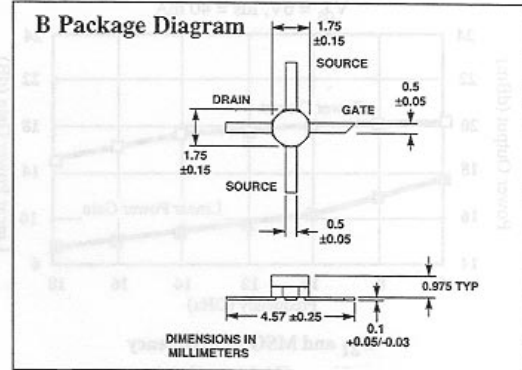 B Package Diagram
1.75
±0.15
SOURCE
DRAIN
GATE
0.5
±0.05
1.75
±0.15
SOURCE
0.5
±0.05
0.975 TYP
4.57 ±0.25
0.1
+0.05/-0.03
DIMENSIONS IN
MILLIMETERS